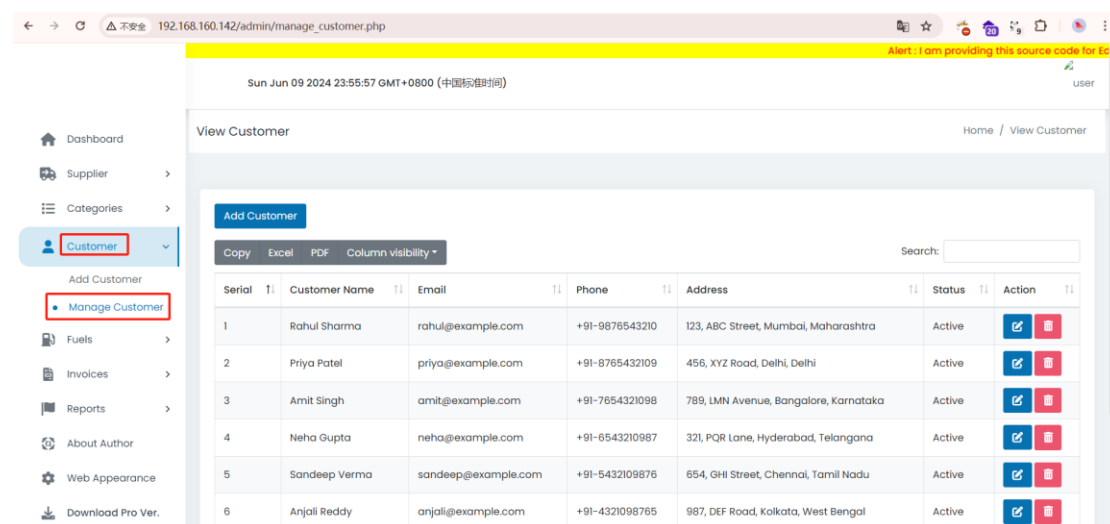 不安全 192.168.160.142/admin/manage_customer.php
20
9
Alert : I am providing this source code for Ec
Sun Jun 09 2024 23:55:57 GMT+0800 (中国标准时间)
user
Dashboard
Supplier
Categories
Customer
Add Customer
Manage Customer
Fuels
Invoices
Reports
About Author
Web Appearance
Download Pro Ver.
View Customer
Home / View Customer
Add Customer
Copy Excel PDF Column visibility
Search:
Serial Customer Name Email Phone Address Status Action
1 Rahul Sharma rahul@example.com +91-9876543210 123, ABC Street, Mumbai, Maharashtra Active
2 Priya Patel priya@example.com +91-8765432109 456, XYZ Road, Delhi, Delhi Active
3 Amit Singh amit@example.com +91-7654321098 789, LMN Avenue, Bangalore, Karnataka Active
4 Neha Gupta neha@example.com +91-6543210987 321, PQR Lane, Hyderabad, Telangana Active
5 Sandeep Verma sandeep@example.com +91-5432109876 654, GHI Street, Chennai, Tamil Nadu Active
6 Anjali Reddy anjali@example.com +91-4321098765 987, DEF Road, Kolkata, West Bengal Active